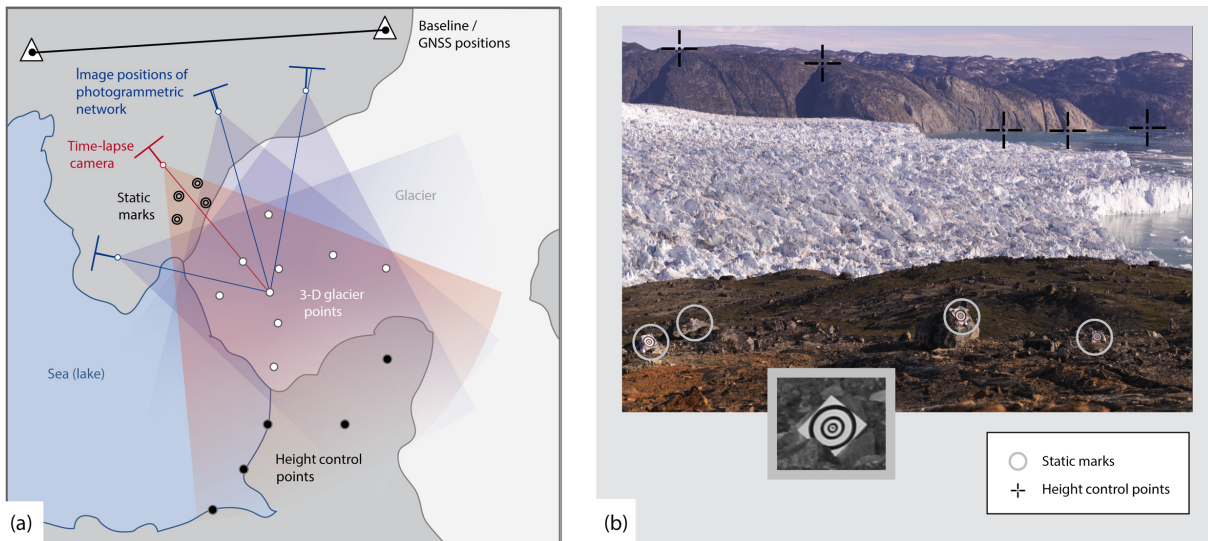 Baseline /
GNSS positions
Image positions of
photogrammetric
network
Time-lapse
camera
Static
marks
Glacier
3-D glacier
points
Sea (lake)
Height control
points
(a)
Static marks
Height control points
(b)